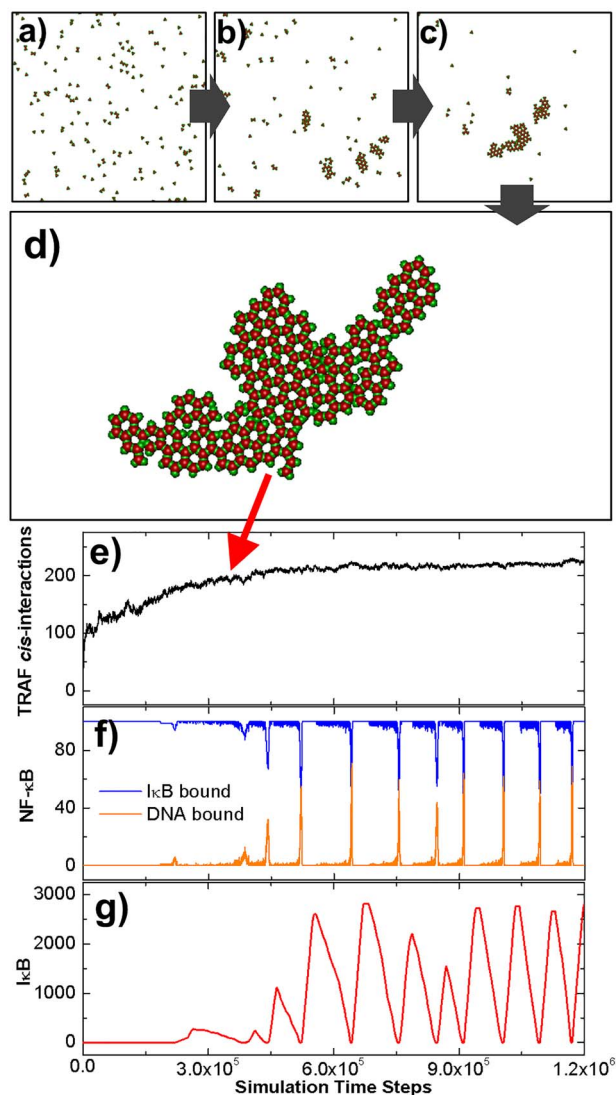 a)
b)
c)
d)
e)
TRAF cis-interactions
200
100
0
f)
NF-κB
80
40
0
IκB bound
DNA bound
g)
IκB
3000
2000
1000
0
0.0 3.0x10⁵ 6.0x10⁵ 9.0x10⁵ 1.2x10⁶
Simulation Time Steps